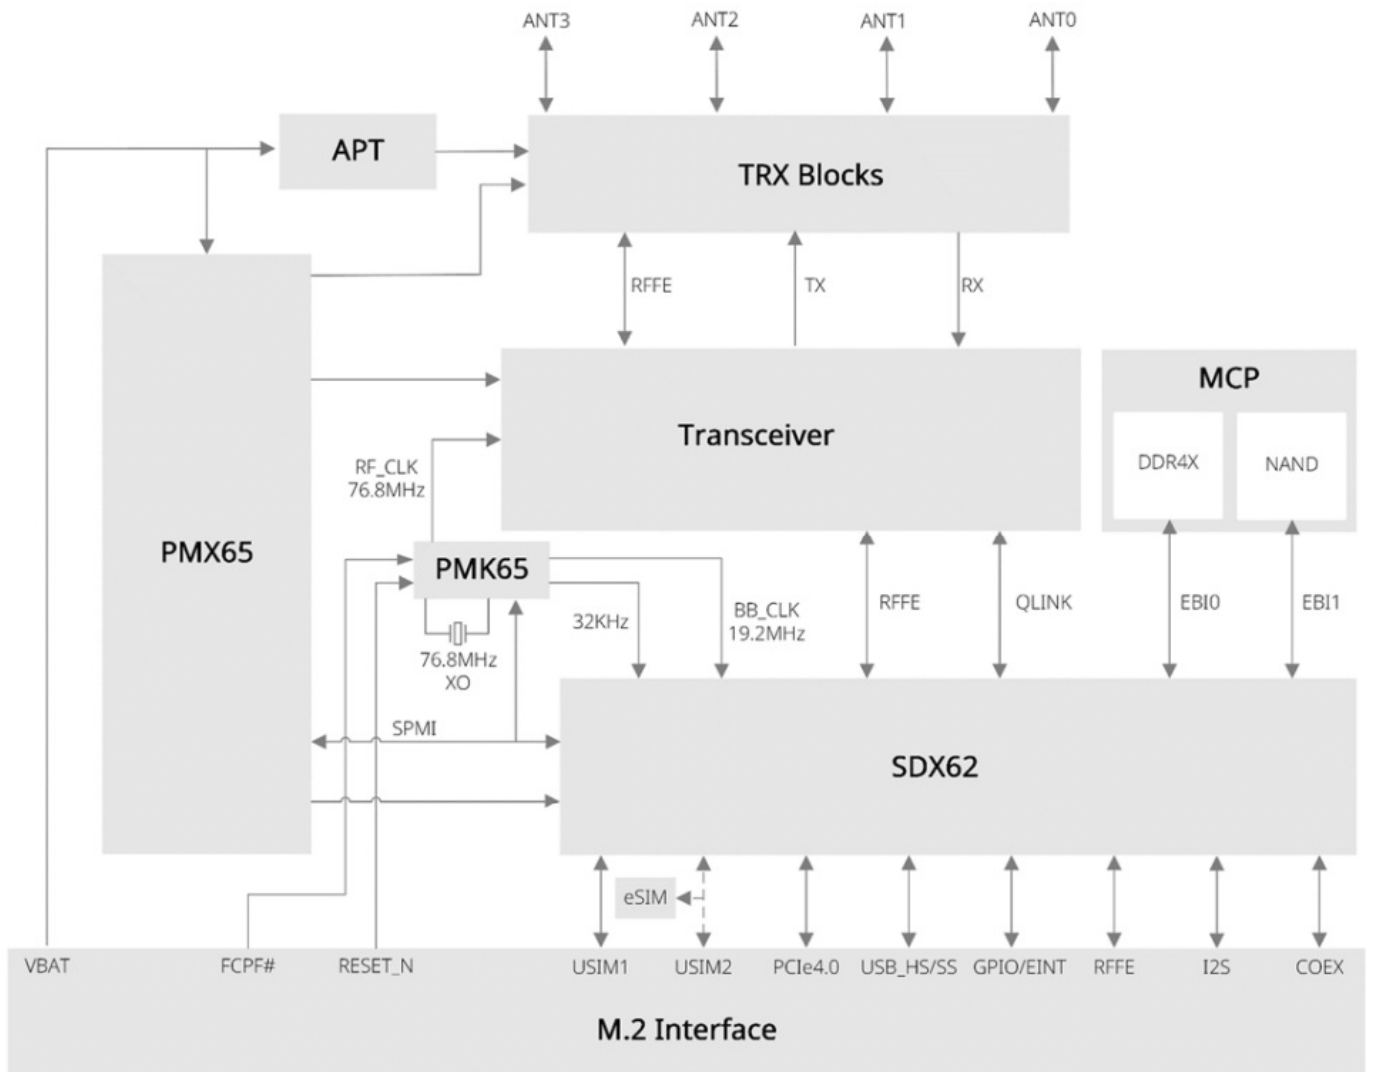 ANT3
ANT2
ANT1
ANT0
APT
TRX Blocks
RFFE
TX
RX
MCP
DDR4X
NAND
Transceiver
RF_CLK
76.8MHz
PMX65
PMK65
32KHz
BB_CLK
19.2MHz
RFFE
QLINK
EBI0
EBI1
76.8MHz
XO
SPMI
SDX62
eSIM
VBAT
FCPF#
RESET_N
USIM1
USIM2
PCIe4.0
USB_HS/SS
GPIO/EINT
RFFE
I2S
COEX
M.2 Interface